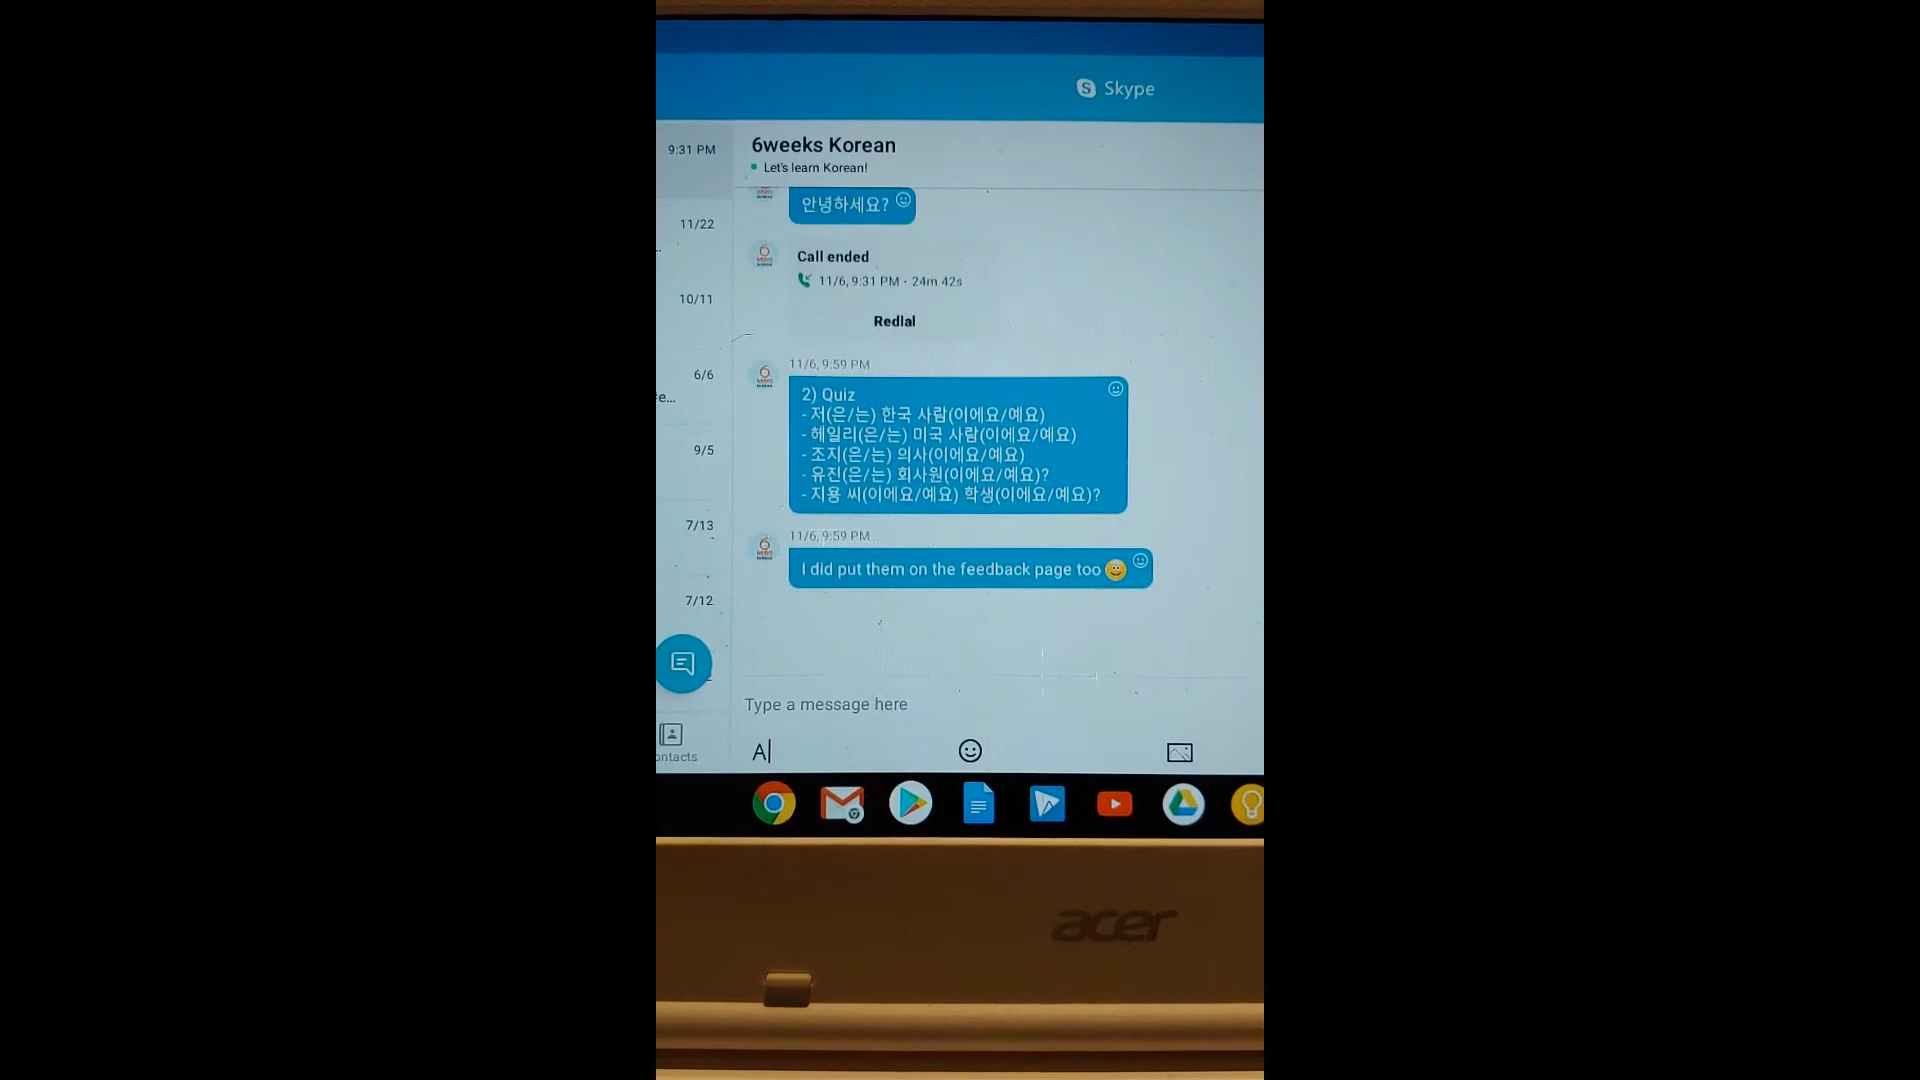 Skype
9:31 PM
11/22
10/11
6/6
e...
9/5
7/13
7/12
ontacts
6weeks Korean
Let's learn Korean!
안녕하세요?
Call ended
11/6, 9:31 PM · 24m 42s
Redial
11/6, 9:59 PM
2) Quiz
- 저(은/는) 한국 사람(이에요/예요)
- 헤일리(은/는) 미국 사람(이에요/예요)
- 조지(은/는) 의사(이에요/예요)
- 유진(은/는) 회사원(이에요/예요)?
- 지용 씨(이에요/예요) 학생(이에요/예요)?
11/6, 9:59 PM
I did put them on the feedback page too
Type a message here
A
acer